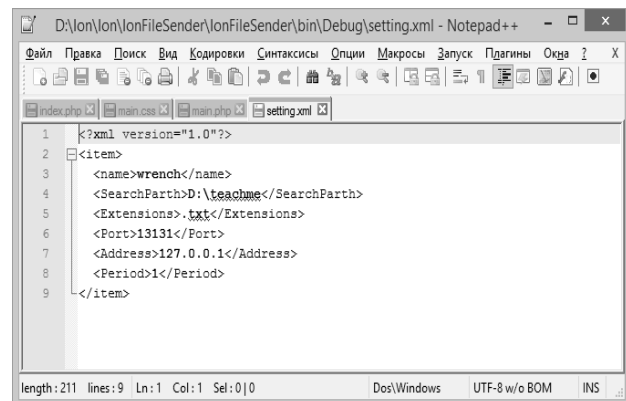 D:\Ion\Ion\IonFileSender\IonFileSender\bin\Debug\setting.xml - Notepad++
Файл Правка Поиск Вид Кодировки Синтаксисы Опции Макросы Запуск Плагины Окна ? X
index.php main.css main.php setting.xml
1 <?xml version="1.0"?>
2 <item>
3 <name>wrench</name>
4 <SearchParth>D:\teachme</SearchParth>
5 <Extensions>.txt</Extensions>
6 <Port>13131</Port>
7 <Address>127.0.0.1</Address>
8 <Period>1</Period>
9 </item>
length : 211 lines : 9 Ln : 1 Col : 1 Sel : 0 | 0 Dos\Windows UTF-8 w/o BOM INS